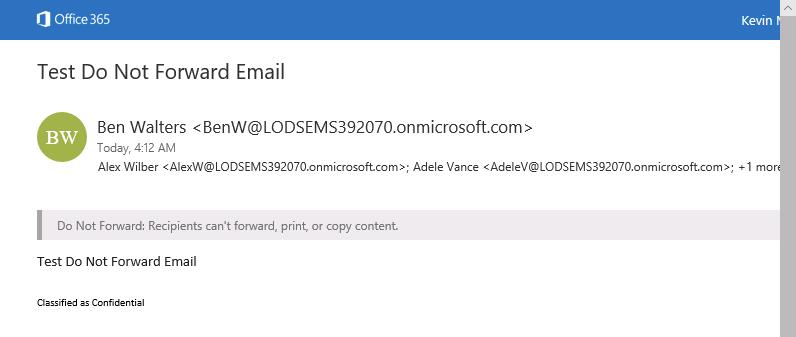 Office 365
Kevin
Test Do Not Forward Email
BW
Ben Walters <BenW@LODSEMS392070.onmicrosoft.com>
Today, 4:12 AM
Alex Wilber <AlexW@LODSEMS392070.onmicrosoft.com>; Adele Vance <AdeleV@LODSEMS392070.onmicrosoft.com>; +1 more
Do Not Forward: Recipients can't forward, print, or copy content.
Test Do Not Forward Email
Classified as Confidential